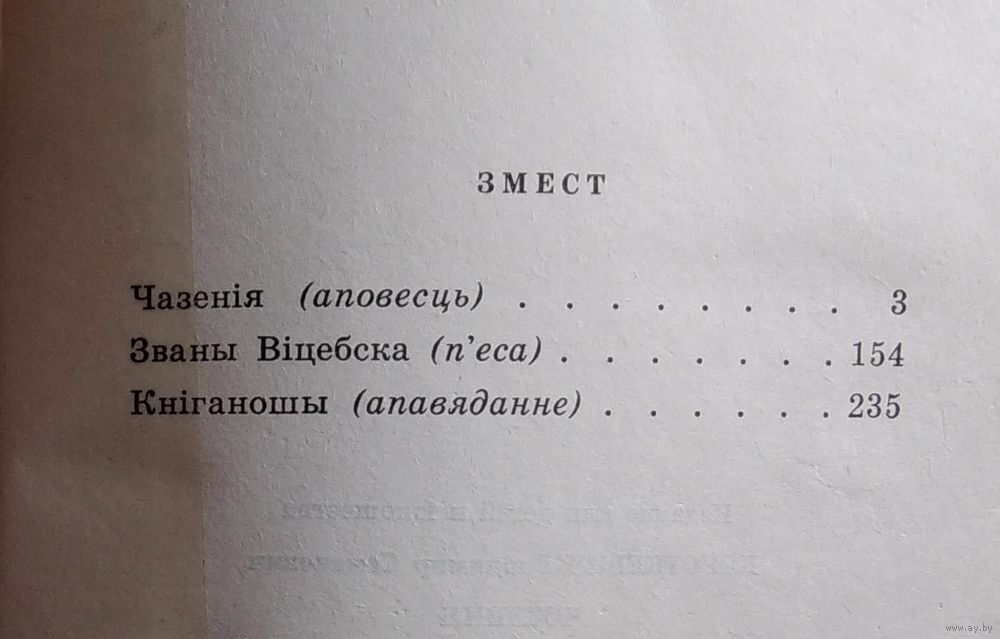 ЗМЕСТ
Чазенія (аповесць) . . . . . . . . 3
Званы Віцебска (п'еса) . . . . . . . 154
Кніганошы (апавяданне) . . . . . . 235
www.ay.by